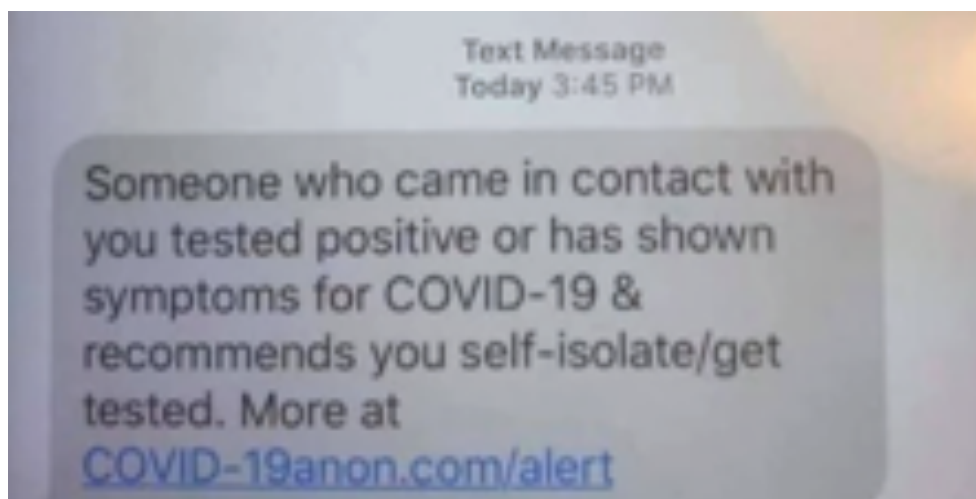 Text Message
Today 3:45 PM
Someone who came in contact with
you tested positive or has shown
symptoms for COVID-19 &
recommends you self-isolate/get
tested. More at
COVID-19anon.com/alert